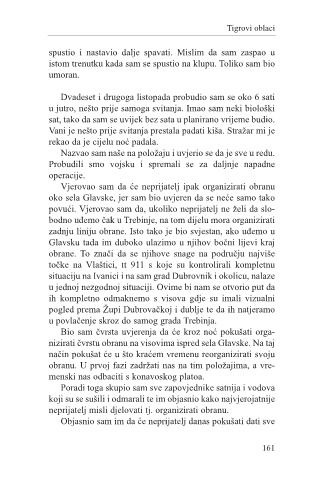 Tigrovi oblaci
spustio i nastavio dalje spavati. Mislim da sam zaspao u
istom trenutku kada sam se spustio na klupu. Toliko sam bio
umoran.
Dvadeset i drugoga listopada probudio sam se oko 6 sati
u jutro, nešto prije samoga svitanja. Imao sam neki biološki
sat, tako da sam se uvijek bez sata u planirano vrijeme budio.
Vani je nešto prije svitanja prestala padati kiša. Stražar mi je
rekao da je cijelu noć padala.
Nazvao sam naše na položaju i uvjerio se da je sve u redu.
Probudili smo vojsku i spremali se za daljnje napadne
operacije.
Vjerovao sam da će neprijatelj ipak organizirati obranu
oko sela Glavske, jer sam bio uvjeren da se neće samo tako
povući. Vjerovao sam da, ukoliko neprijatelj ne želi da slo-
bodno uđemo čak u Trebinje, na tom dijelu mora organizirati
zadnju liniju obrane. Isto tako je bio svjestan, ako uđemo u
Glavsku tada im duboko ulazimo u njihov bočni lijevi kraj
obrane. To znači da se njihove snage na području najviše
točke na Vlaštici, tt 911 s koje su kontrolirali kompletnu
situaciju na Ivanici i na sam grad Dubrovnik i okolicu, nalaze
u jednoj nezgodnoj situaciji. Ovime bi nam se otvorio put da
ih kompletno odmaknemo s visova gdje su imali vizualni
pogled prema Župi Dubrovačkoj i dublje te da ih natjeramo
u povlačenje skroz do samog grada Trebinja.
Bio sam čvrsta uvjerenja da će kroz noć pokušati orga-
nizirati čvrstu obranu na visovima ispred sela Glavske. Na taj
način pokušat će u što kraćem vremenu reorganizirati svoju
obranu. U prvoj fazi zadržati nas na tim položajima, a vre-
menski nas odbaciti s konavoskog platoa.
Poradi toga skupio sam sve zapovjednike satnija i vodova
koji su se sušili i odmarali te im objasnio kako najvjerojatnije
neprijatelj misli djelovati tj. organizirati obranu.
Objasnio sam im da će neprijatelj danas pokušati dati sve
161